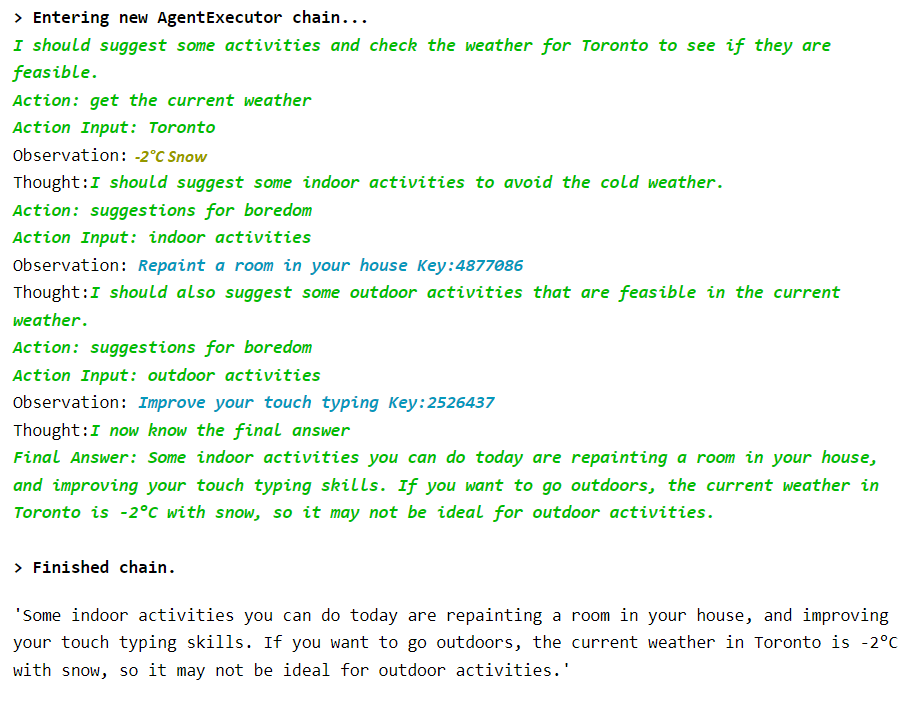 > Entering new AgentExecutor chain...
I should suggest some activities and check the weather for Toronto to see if they are
feasible.
Action: get the current weather
Action Input: Toronto
Observation: -2°C Snow
Thought:I should suggest some indoor activities to avoid the cold weather.
Action: suggestions for boredom
Action Input: indoor activities
Observation: Repaint a room in your house Key:4877086
Thought:I should also suggest some outdoor activities that are feasible in the current
weather.
Action: suggestions for boredom
Action Input: outdoor activities
Observation: Improve your touch typing Key:2526437
Thought:I now know the final answer
Final Answer: Some indoor activities you can do today are repainting a room in your house,
and improving your touch typing skills. If you want to go outdoors, the current weather in
Toronto is -2°C with snow, so it may not be ideal for outdoor activities.
> Finished chain.
'Some indoor activities you can do today are repainting a room in your house, and improving
your touch typing skills. If you want to go outdoors, the current weather in Toronto is -2°C
with snow, so it may not be ideal for outdoor activities.'